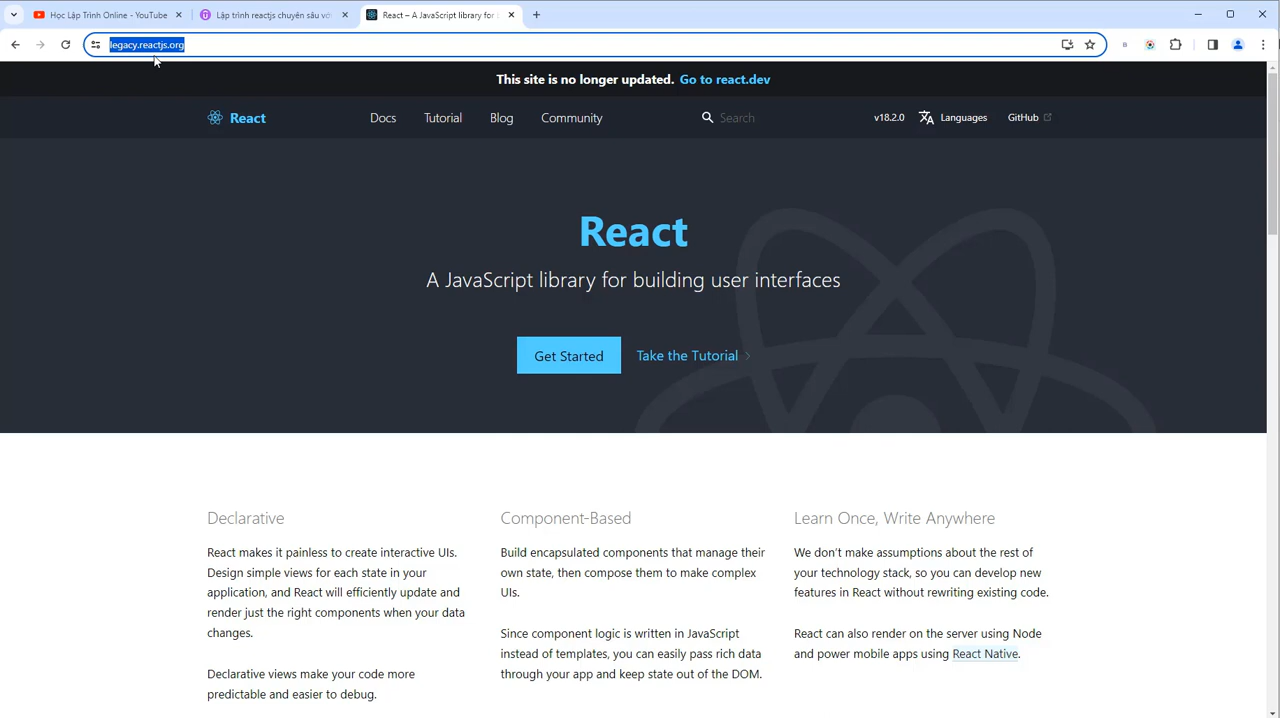 Học Lập Trình Online - YouTube
Lập trình reactjs chuyên sâu với
React – A JavaScript library for
legacy.reactjs.org
This site is no longer updated. Go to react.dev
React
Docs
Tutorial
Blog
Community
Search
v18.2.0
Languages
GitHub
React
A JavaScript library for building user interfaces
Get Started
Take the Tutorial
Declarative
React makes it painless to create interactive UIs.
Design simple views for each state in your
application, and React will efficiently update and
render just the right components when your data
changes.
Declarative views make your code more
predictable and easier to debug.
Component-Based
Build encapsulated components that manage their
own state, then compose them to make complex
UIs.
Since component logic is written in JavaScript
instead of templates, you can easily pass rich data
through your app and keep state out of the DOM.
Learn Once, Write Anywhere
We don't make assumptions about the rest of
your technology stack, so you can develop new
features in React without rewriting existing code.
React can also render on the server using Node
and power mobile apps using React Native.